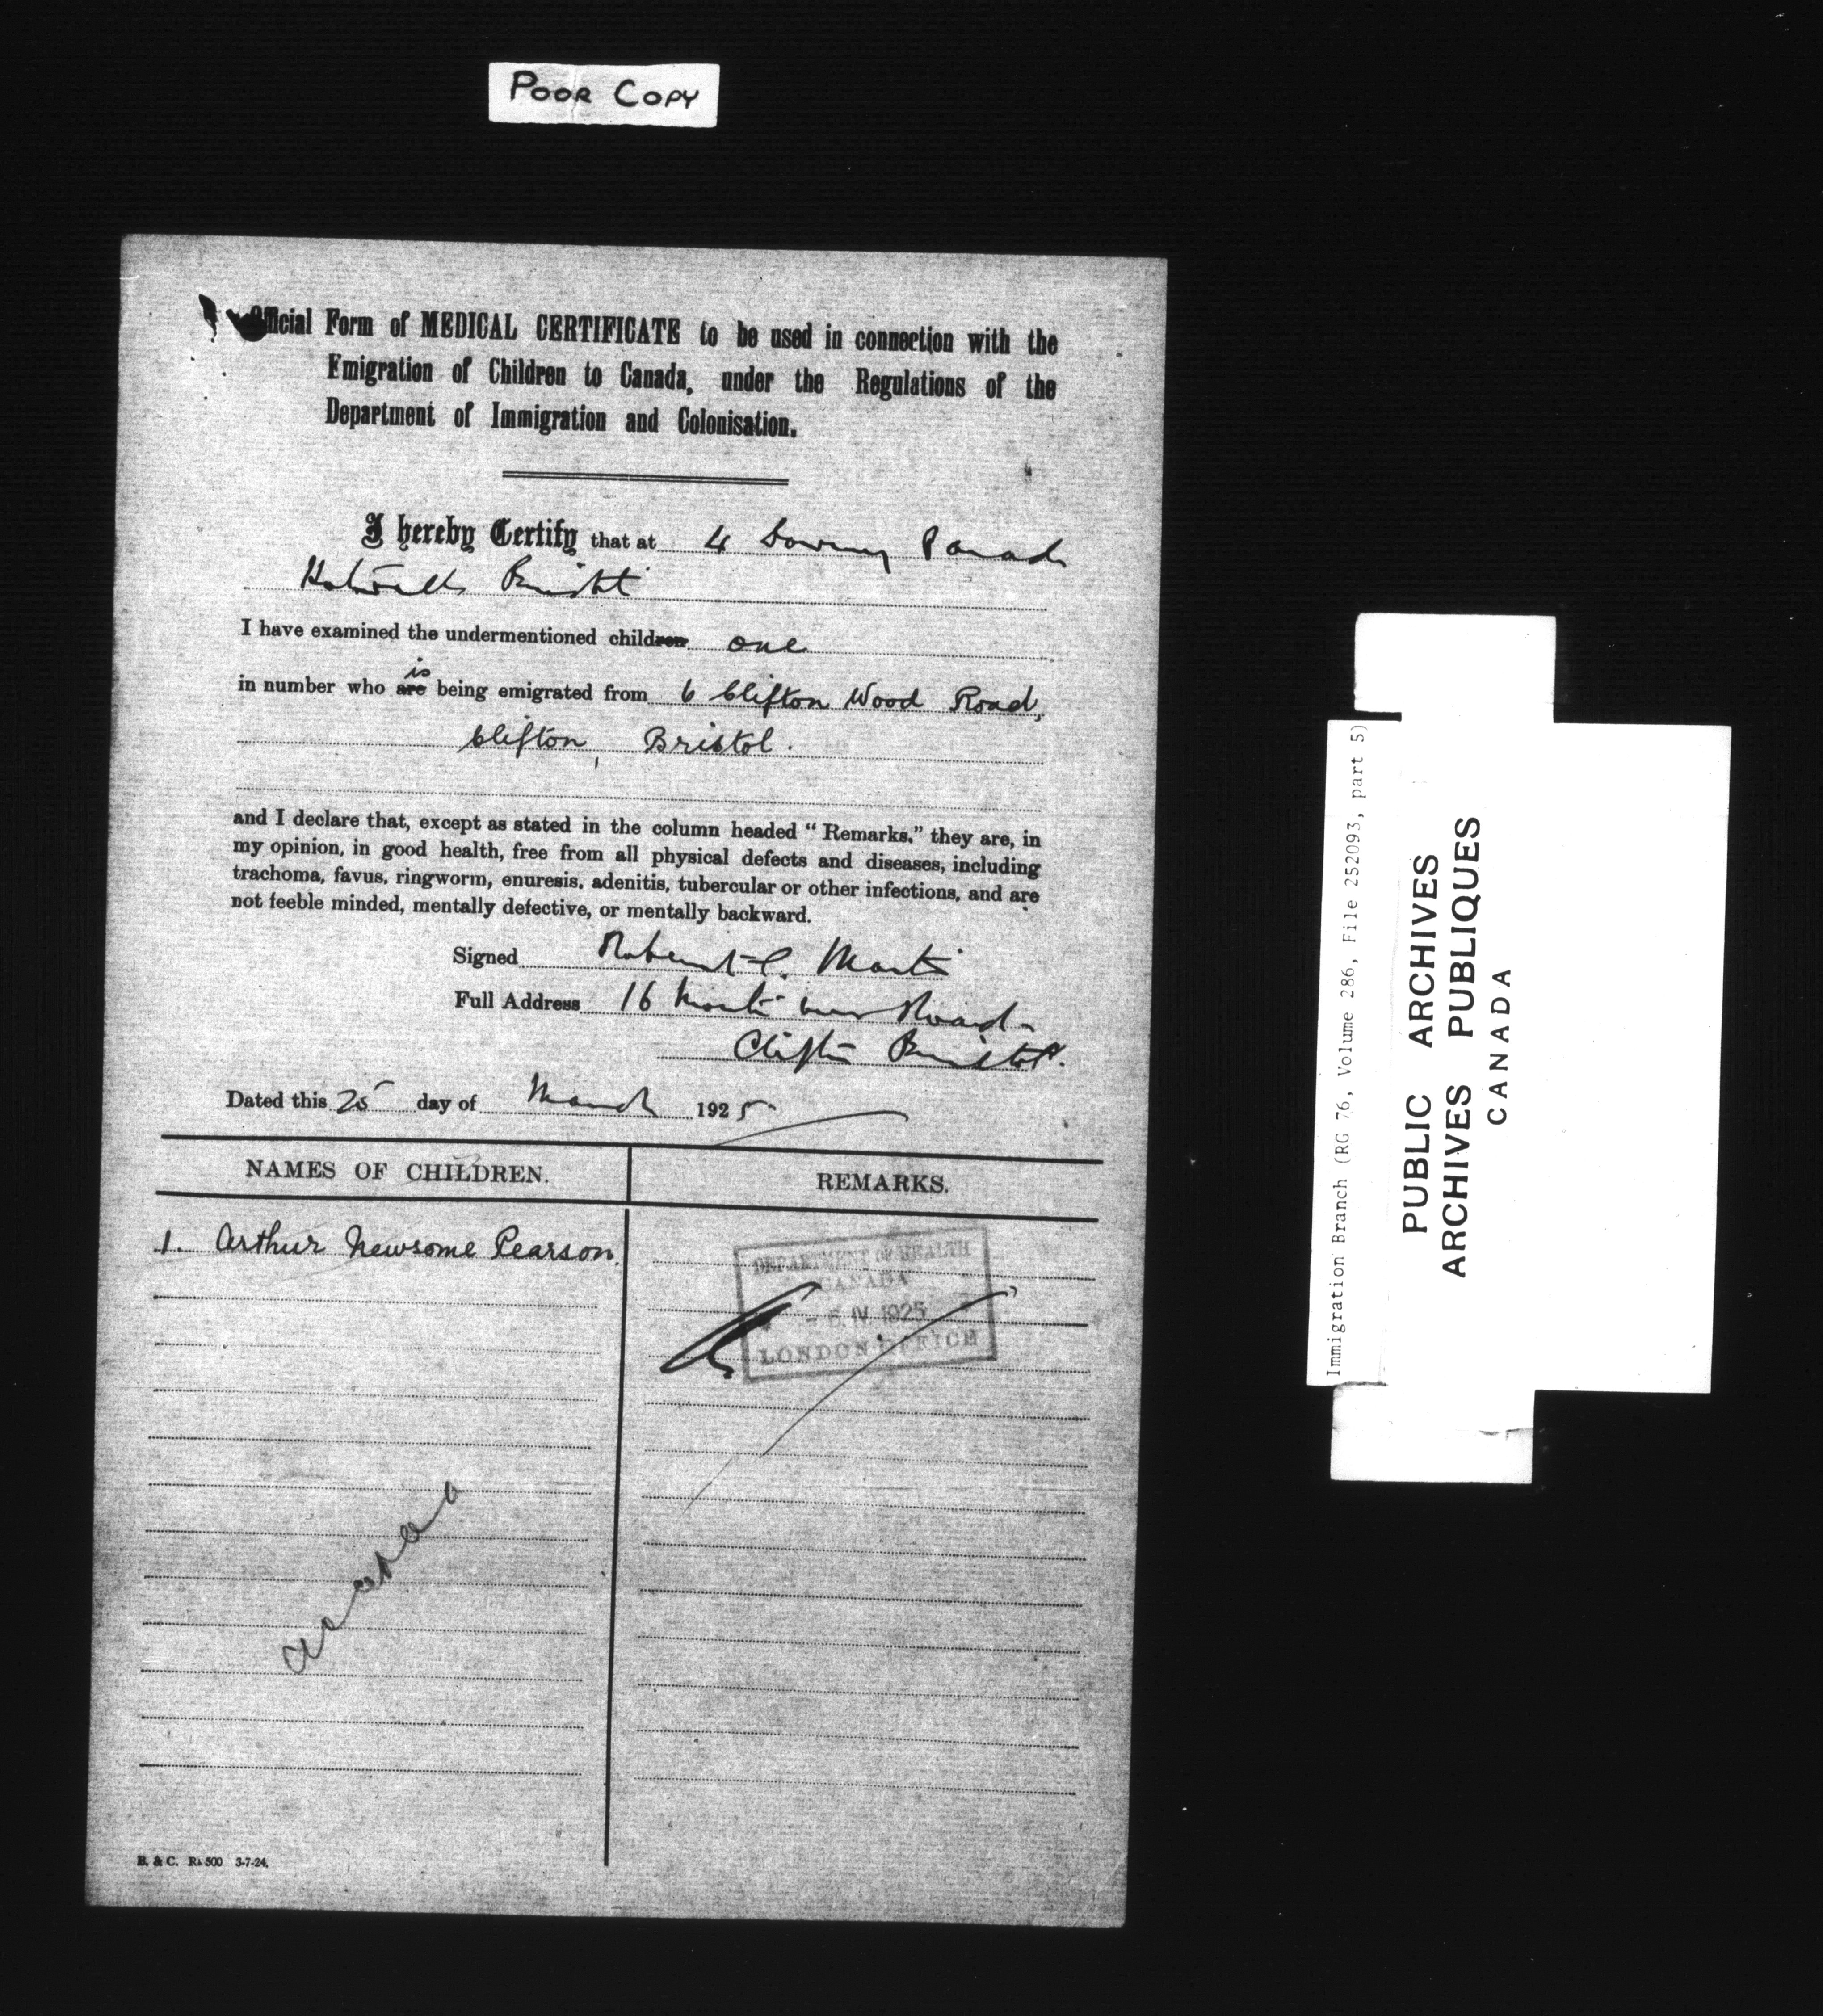 POOR COPY
Official Form of MEDICAL CERTIFICATE to be used in connection with the
Emigration of Children to Canada, under the Regulations of the
Department of Immigration and Colonisation.
I hereby Certify that at 4 Dowry Parade
Hotwells Bristol
I have examined the undermentioned children one
in number who are is being emigrated from 6 Clifton Wood Road,
Clifton, Bristol.
and I declare that, except as stated in the column headed "Remarks," they are, in
my opinion, in good health, free from all physical defects and diseases, including
trachoma, favus, ringworm, enuresis, adenitis, tubercular or other infections, and are
not feeble minded, mentally defective, or mentally backward.
Signed Robert C. Martin
Full Address 16 Road
Clifton Bristol.
Dated this 25 day of March 1925
NAMES OF CHILDREN.
REMARKS.
1. Arthur Newsome Pearson.
DEPARTMENT OF HEALTH
CANADA
- 6. IV. 1925
LONDON OFFICE
B. & C. 500 3-7-24.
Immigration Branch (RG 76, Volume 286, File 252093, part 5)
PUBLIC ARCHIVES
ARCHIVES PUBLIQUES
CANADA